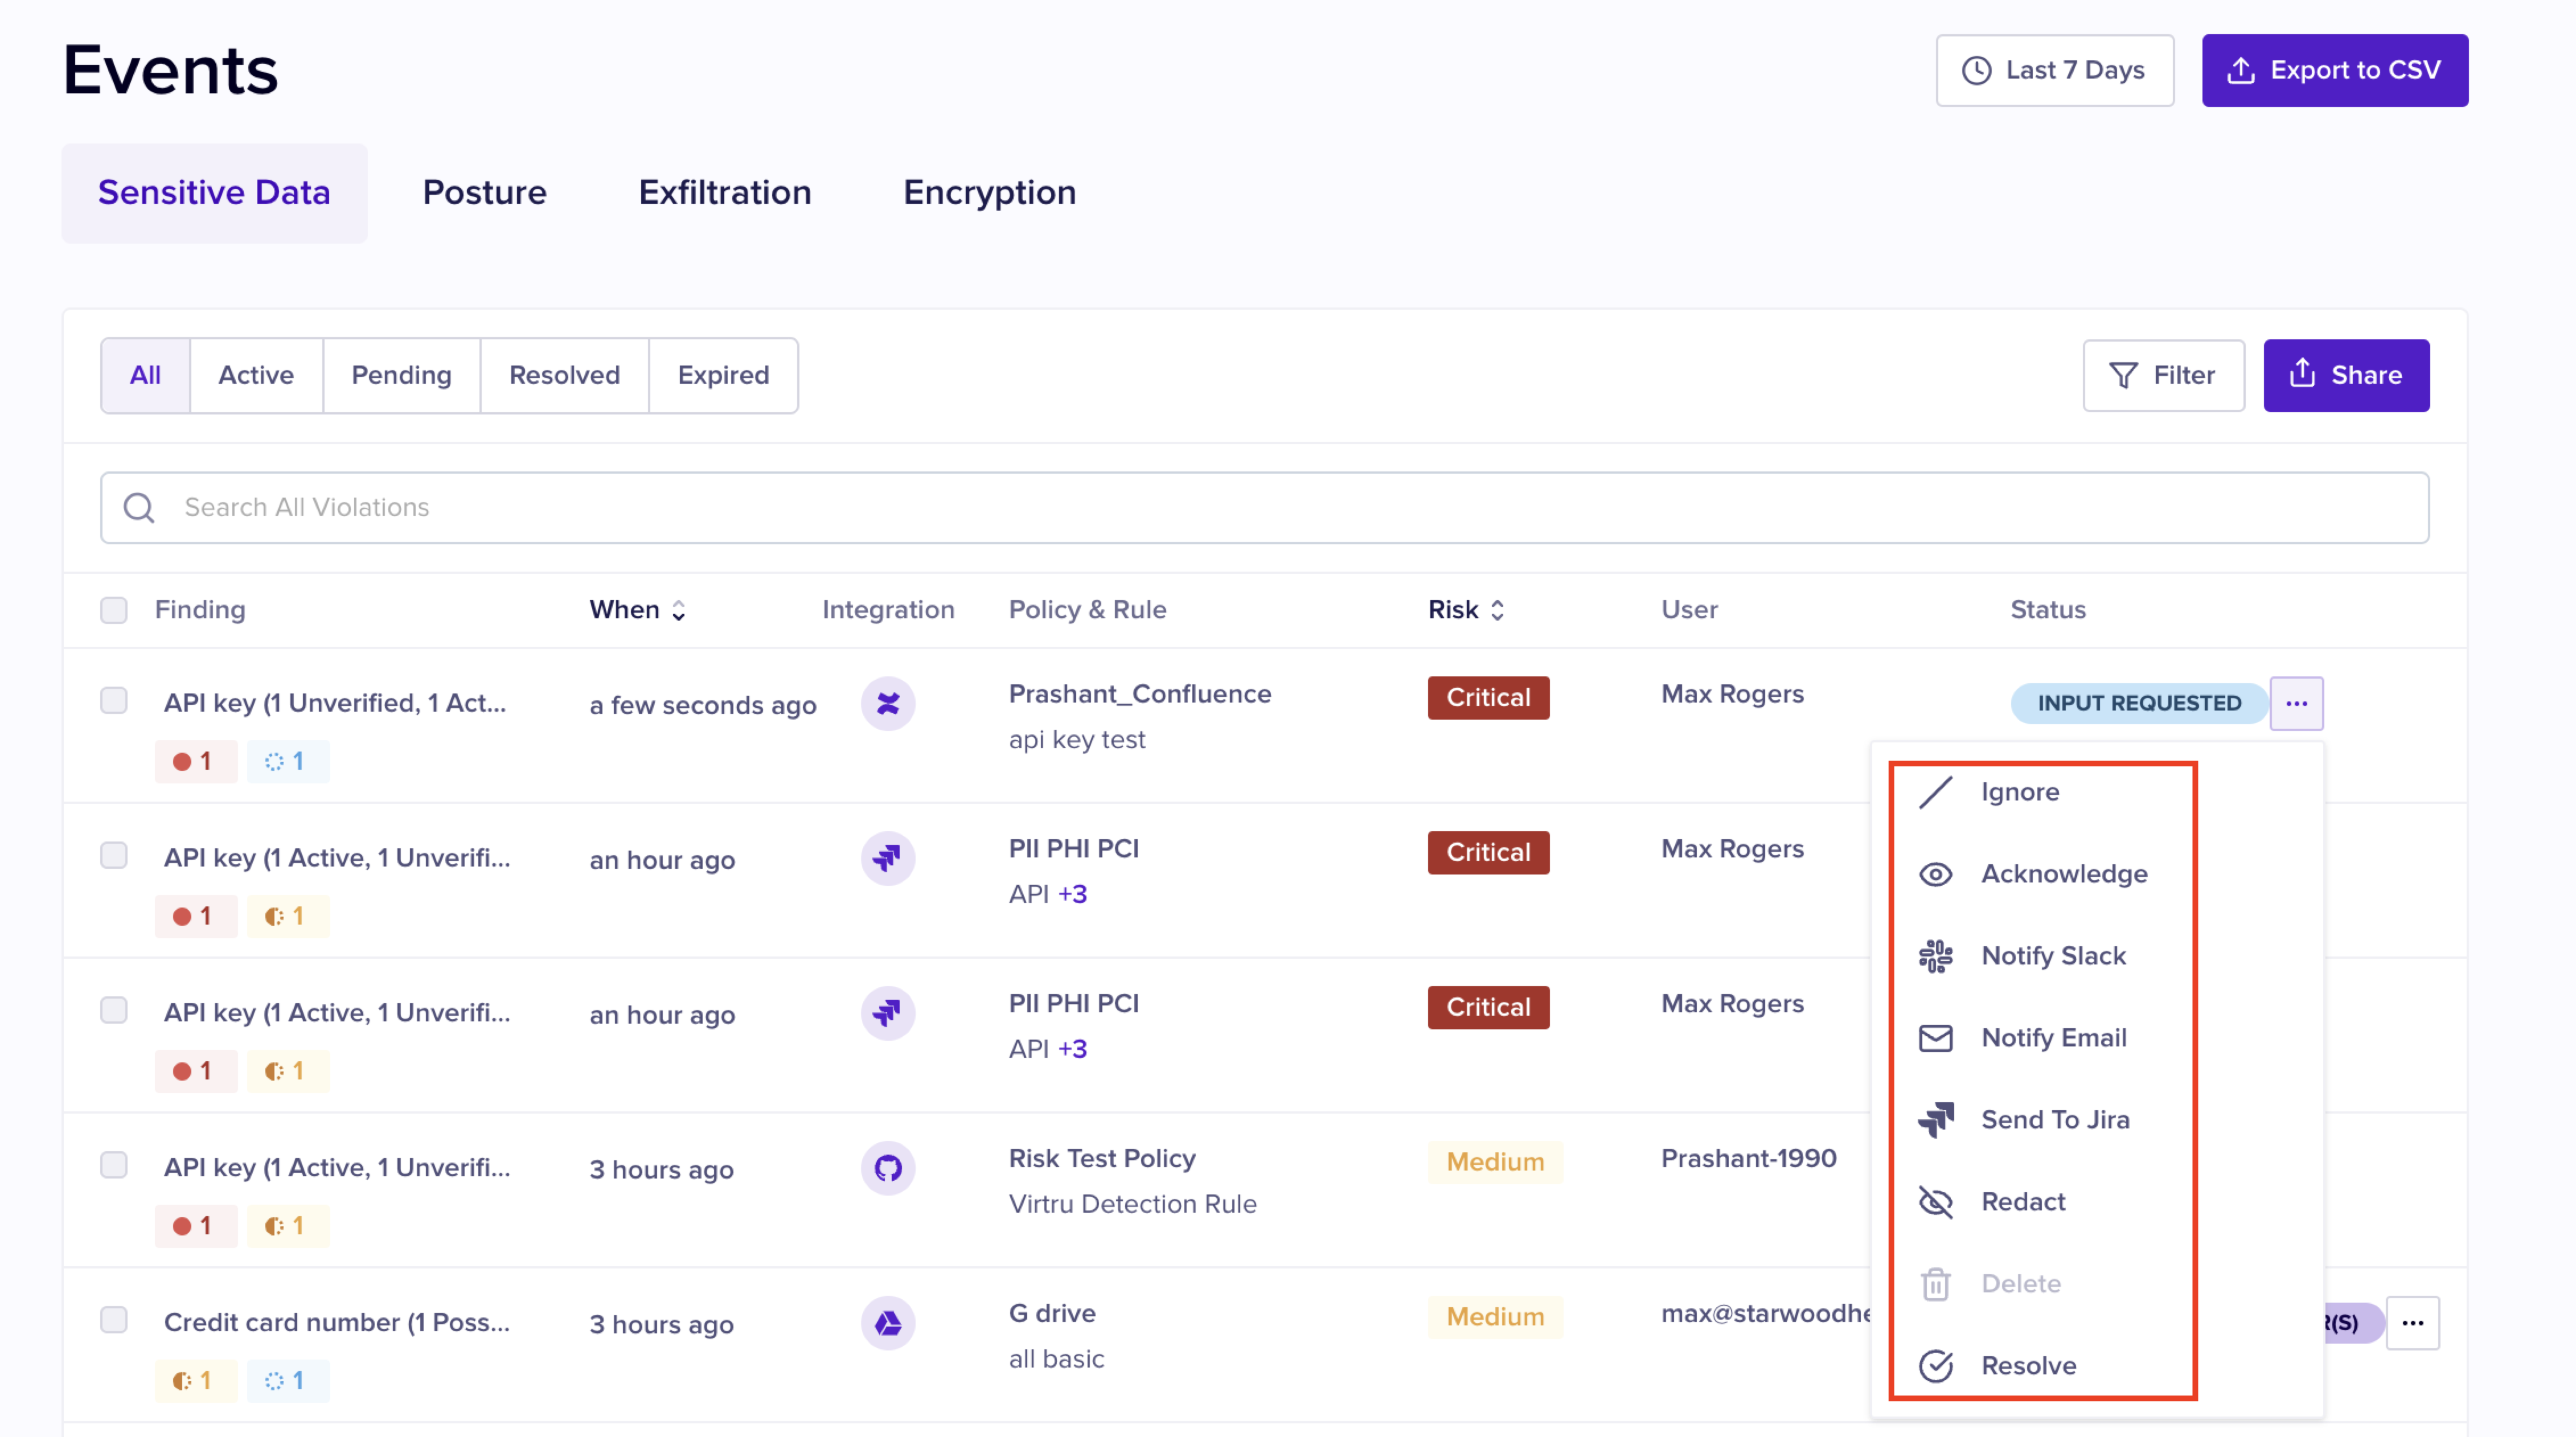 Events
Last 7 Days
Export to CSV
Sensitive Data
Posture
Exfiltration
Encryption
All
Active
Pending
Resolved
Expired
Filter
Share
Search All Violations
Finding
When
Integration
Policy & Rule
Risk
User
Status
API key (1 Unverified, 1 Act...
1
1
a few seconds ago
Prashant_Confluence
api key test
Critical
Max Rogers
INPUT REQUESTED
...
API key (1 Active, 1 Unverifi...
1
1
an hour ago
PII PHI PCI
API +3
Critical
Max Rogers
API key (1 Active, 1 Unverifi...
1
1
an hour ago
PII PHI PCI
API +3
Critical
Max Rogers
API key (1 Active, 1 Unverifi...
1
1
3 hours ago
Risk Test Policy
Virtru Detection Rule
Medium
Prashant-1990
Credit card number (1 Poss...
1
1
3 hours ago
G drive
all basic
Medium
max@starwoodhe
R(S)
...
Ignore
Acknowledge
Notify Slack
Notify Email
Send To Jira
Redact
Delete
Resolve